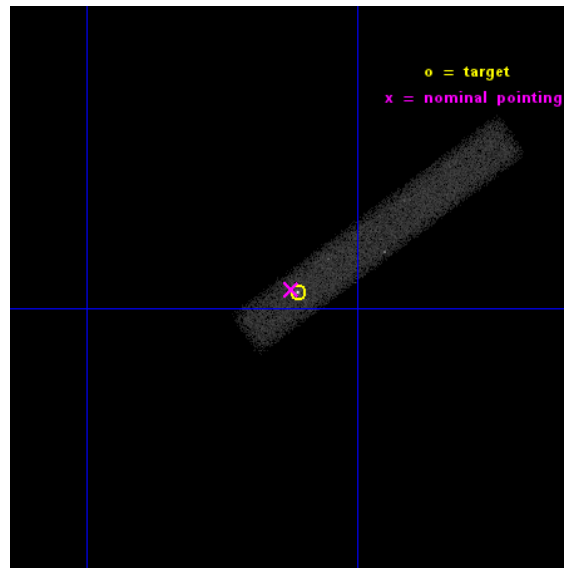 o = target
x = nominal pointing